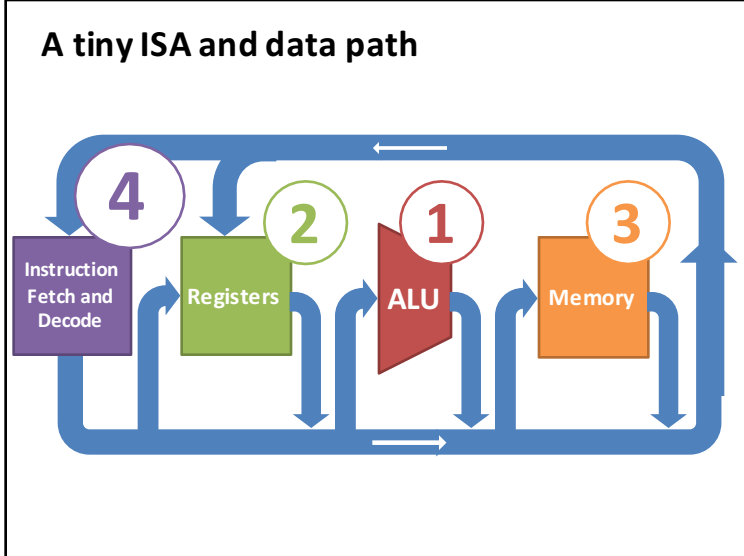 A tiny ISA and data path
4
2
1
3
Instruction
Fetch and
Decode
Registers
ALU
Memory